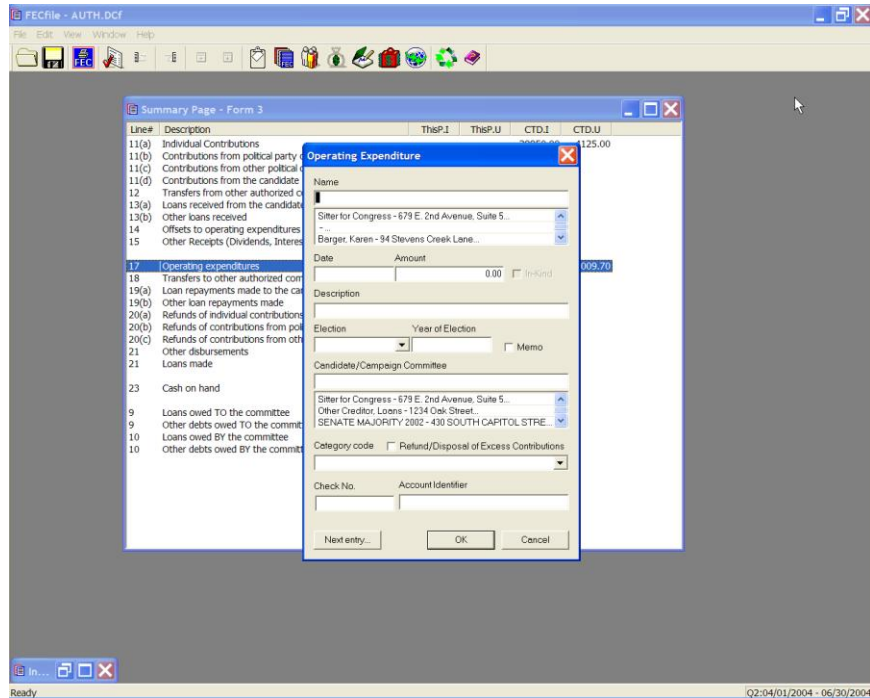 FECfile - AUTH.DCf
File Edit View Window Help
FEC
Summary Page - Form 3
Line# Description ThisP.I ThisP.U CTD.I CTD.U
11(a) Individual Contributions 4125.00
11(b) Contributions from political party
11(c) Contributions from other political
11(d) Contributions from the candidate
12 Transfers from other authorized
13(a) Loans received from the candidate
13(b) Other loans received
14 Offsets to operating expenditures
15 Other Receipts (Dividends, Interes
17 Operating expenditures 009.70
18 Transfers to other authorized com
19(a) Loan repayments made to the ca
19(b) Other loan repayments made
20(a) Refunds of individual contributions
20(b) Refunds of contributions from pol
20(c) Refunds of contributions from oth
21 Other disbursements
21 Loans made
23 Cash on hand
9 Loans owed TO the committee
9 Other debts owed TO the commit
10 Loans owed BY the committee
10 Other debts owed BY the committ
Operating Expenditure
Name
Sitter for Congress - 679 E. 2nd Avenue, Suite 5...
- ...
Barger, Karen - 94 Stevens Creek Lane...
Date Amount
0.00 In-Kind
Description
Election Year of Election
Memo
Candidate/Campaign Committee
Sitter for Congress - 679 E. 2nd Avenue, Suite 5...
Other Creditor, Loans - 1234 Oak Street...
SENATE MAJORITY 2002 - 430 SOUTH CAPITOL STRE...
Category code Refund/Disposal of Excess Contributions
Check No. Account Identifier
Next entry... OK Cancel
In...
Ready Q2:04/01/2004 - 06/30/2004